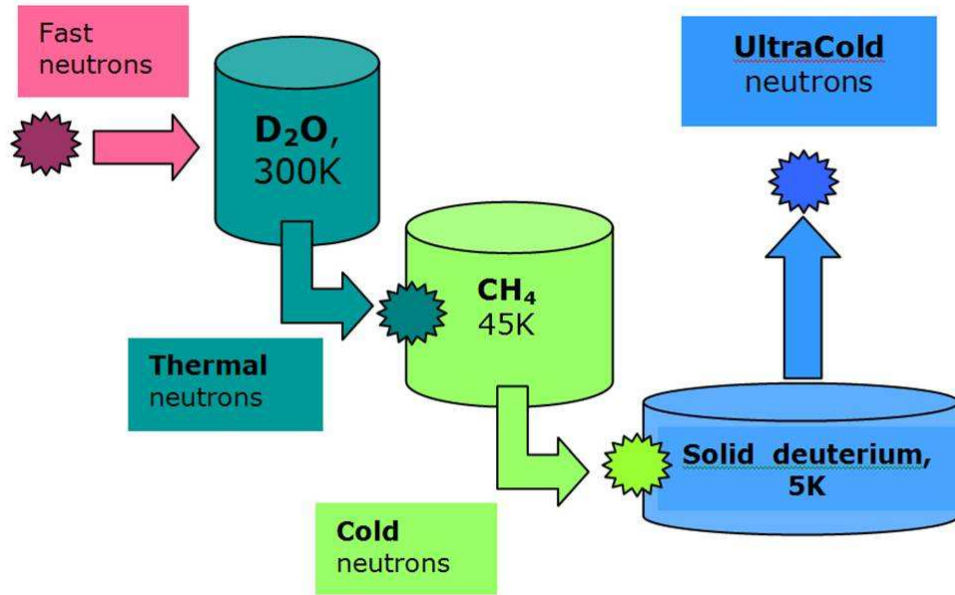 Fast
neutrons
D₂O,
300K
Thermal
neutrons
CH₄
45K
Cold
neutrons
Solid deuterium,
5K
UltraCold
neutrons